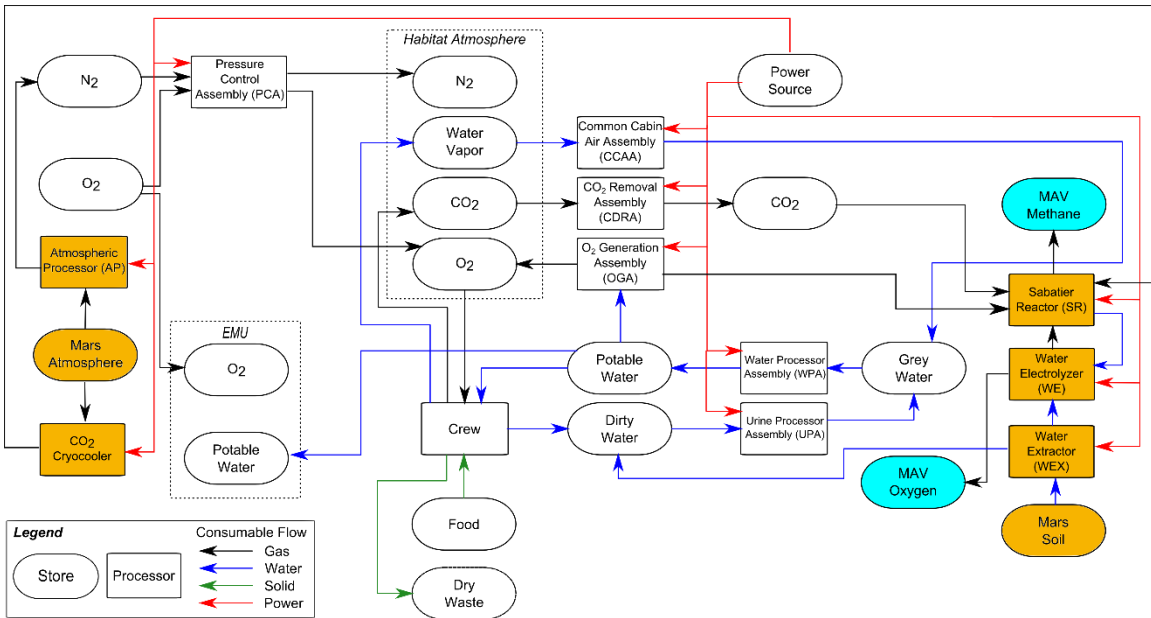 Habitat Atmosphere
N2
Pressure
Control
Assembly (PCA)
N2
Power
Source
Water
Vapor
Common Cabin
Air Assembly
(CCAA)
O2
CO2
CO2 Removal
Assembly
(CDRA)
CO2
MAV
Methane
Atmospheric
Processor (AP)
O2
O2 Generation
Assembly
(OGA)
Sabatier
Reactor (SR)
EMU
Mars
Atmosphere
O2
Potable
Water
Water Processor
Assembly (WPA)
Grey
Water
Water
Electrolyzer
(WE)
CO2
Cryocooler
Potable
Water
Crew
Dirty
Water
Urine Processor
Assembly (UPA)
Water
Extractor
(WEX)
MAV
Oxygen
Food
Mars
Soil
Dry
Waste
Legend
Consumable Flow
Store
Processor
Gas
Water
Solid
Power